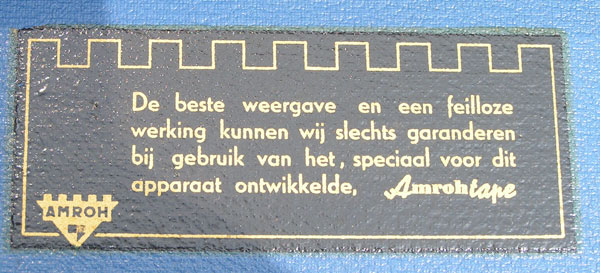 De beste weergave en een feilloze
werking kunnen wij slechts garanderen
bij gebruik van het, speciaal voor dit
apparaat ontwikkelde, Amrohtape
AMROH